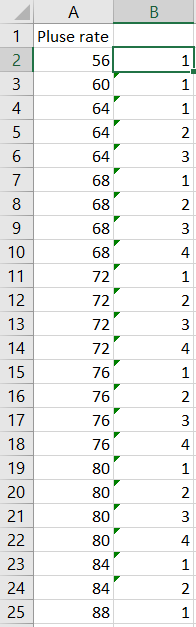 A B
1 Pluse rate
2 56 1
3 60 1
4 64 1
5 64 2
6 64 3
7 68 1
8 68 2
9 68 3
10 68 4
11 72 1
12 72 2
13 72 3
14 72 4
15 76 1
16 76 2
17 76 3
18 76 4
19 80 1
20 80 2
21 80 3
22 80 4
23 84 1
24 84 2
25 88 1